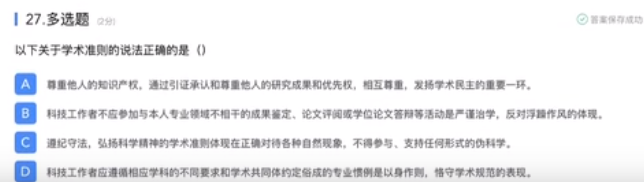 27.多选题 (2分)
答案保存成功
以下关于学术准则的说法正确的是（）
A 尊重他人的知识产权，通过引证承认和尊重他人的研究成果和优先权，相互尊重，发扬学术民主的重要一环。
B 科技工作者不应参加与本人专业领域不相干的成果鉴定、论文评阅或学位论文答辩等活动是严谨治学，反对浮躁作风的体现。
C 遵纪守法，弘扬科学精神的学术准则体现在正确对待各种自然现象，不得参与、支持任何形式的伪科学。
D 科技工作者应遵循相应学科的不同要求和学术共同体约定俗成的专业惯例是以身作则，恪守学术规范的表现。